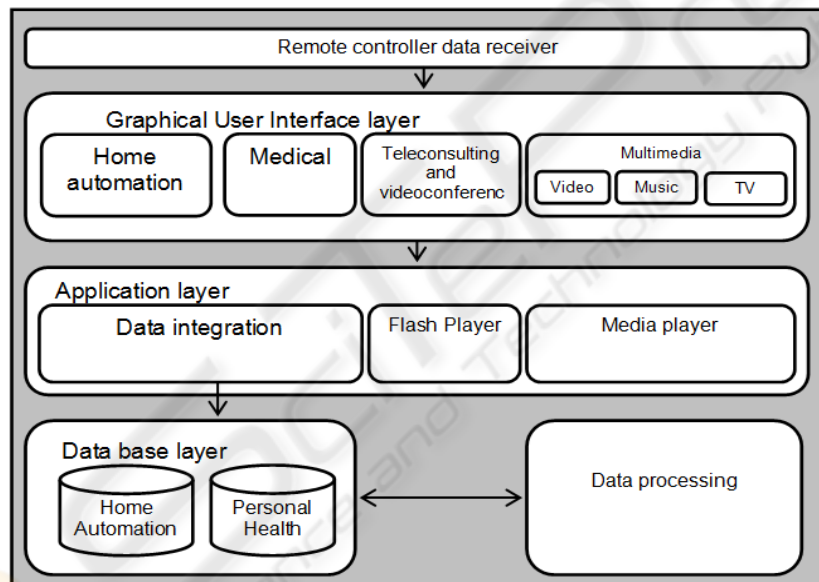 Remote controller data receiver
Graphical User Interface layer
Home
automation
Medical
Teleconsulting
and
videoconferenc
Multimedia
Video
Music
TV
Application layer
Data integration
Flash Player
Media player
Data base layer
Home
Automation
Personal
Health
Data processing